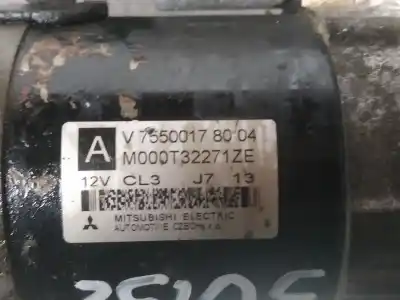 A
V 7550017 80 04
M000T32271ZE
12V CL3 J7 13
MITSUBISHI ELECTRIC
AUTOMOTIVE CZECH s.r.o.